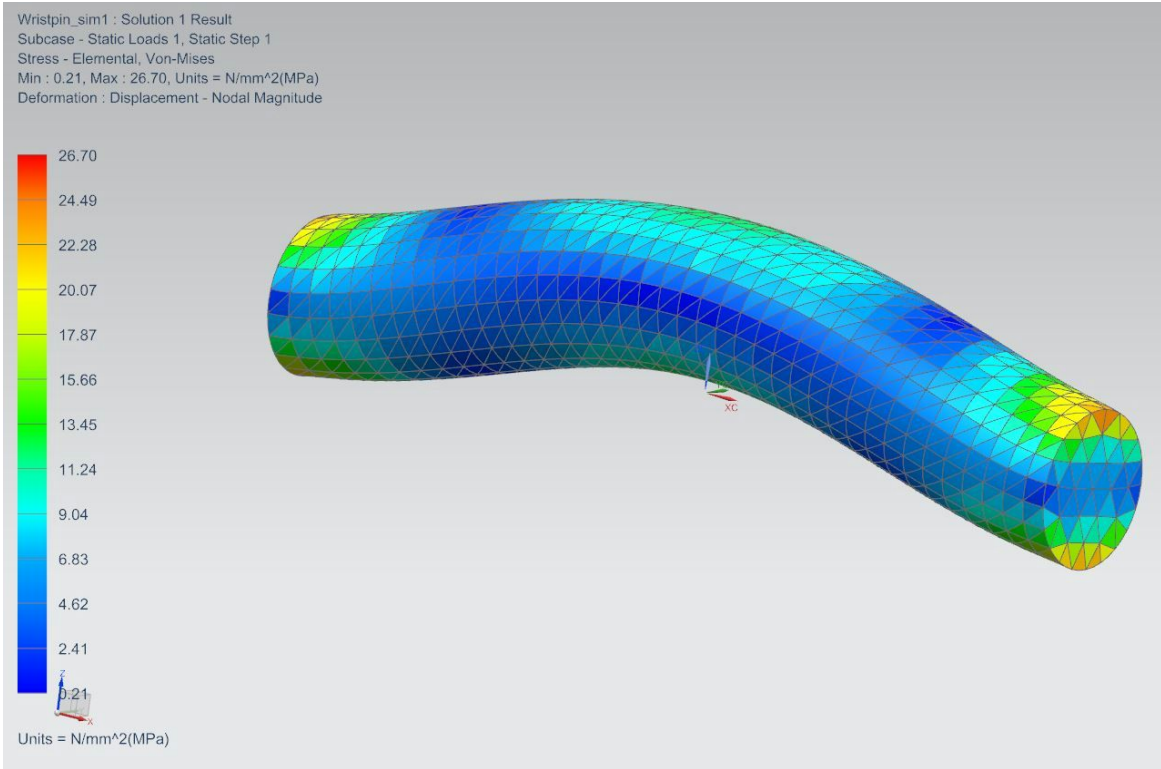 Wristpin_sim1 : Solution 1 Result
Subcase - Static Loads 1, Static Step 1
Stress - Elemental, Von-Mises
Min : 0.21, Max : 26.70, Units = N/mm^2(MPa)
Deformation : Displacement - Nodal Magnitude
26.70
24.49
22.28
20.07
17.87
15.66
13.45
11.24
9.04
6.83
4.62
2.41
0.21
XC
Z
X
Units = N/mm^2(MPa)